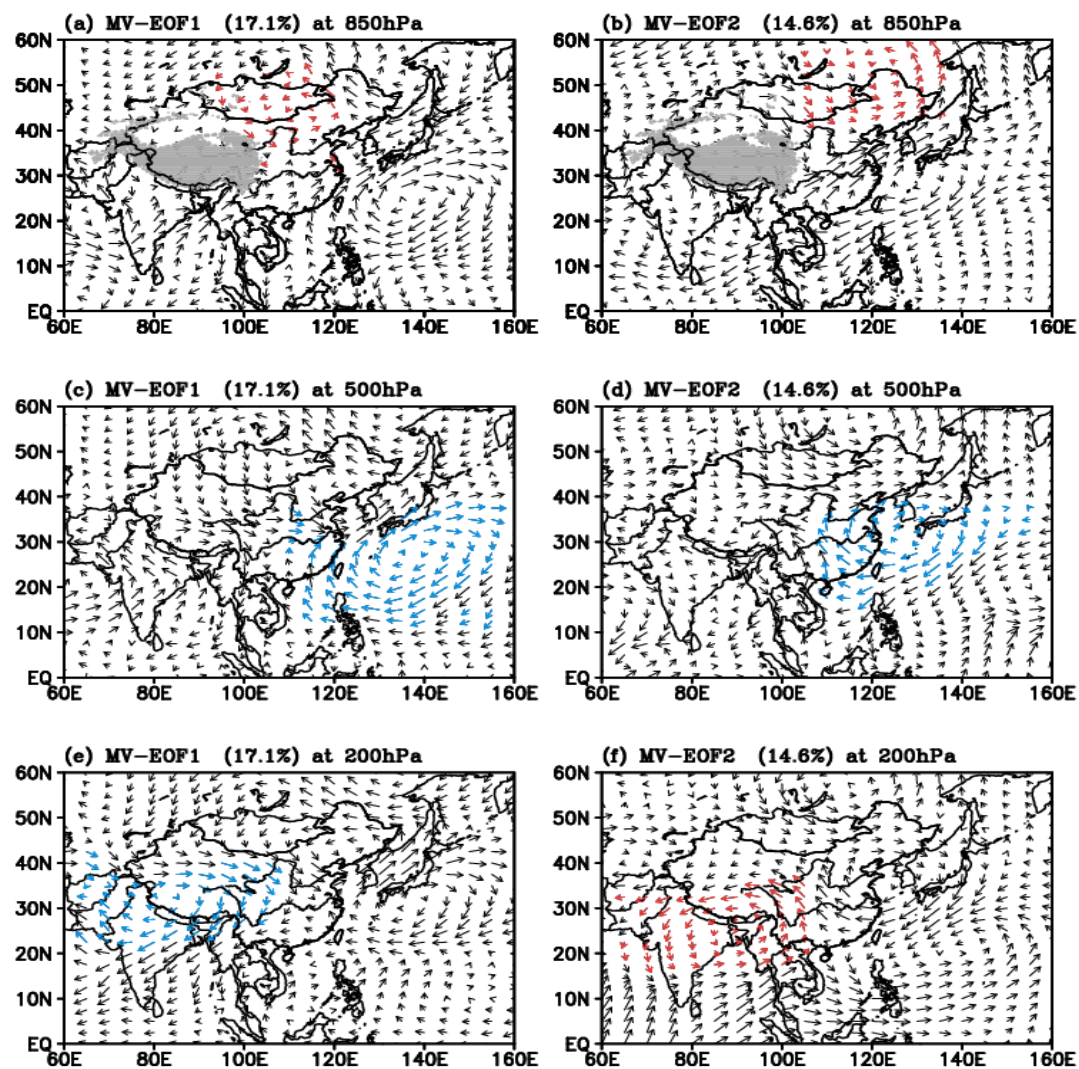 (a) MV−EOF1 (17.1%) at 850hPa
60N
50N
40N
30N
20N
10N
EQ
60E 80E 100E 120E 140E 160E
(b) MV−EOF2 (14.6%) at 850hPa
60N
50N
40N
30N
20N
10N
EQ
60E 80E 100E 120E 140E 160E
(c) MV−EOF1 (17.1%) at 500hPa
60N
50N
40N
30N
20N
10N
EQ
60E 80E 100E 120E 140E 160E
(d) MV−EOF2 (14.6%) at 500hPa
60N
50N
40N
30N
20N
10N
EQ
60E 80E 100E 120E 140E 160E
(e) MV−EOF1 (17.1%) at 200hPa
60N
50N
40N
30N
20N
10N
EQ
60E 80E 100E 120E 140E 160E
(f) MV−EOF2 (14.6%) at 200hPa
60N
50N
40N
30N
20N
10N
EQ
60E 80E 100E 120E 140E 160E